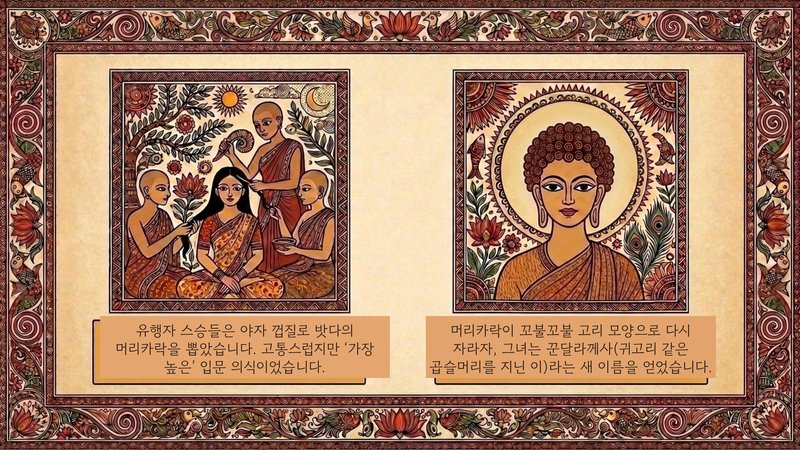 유행자 스승들은 야자 껍질로 밧다의
머리카락을 뽑았습니다. 고통스럽지만 ‘가장
높은’ 입문 의식이었습니다.
머리카락이 꼬불꼬불 고리 모양으로 다시
자라자, 그녀는 꾼달라께사(귀고리 같은
곱슬머리를 지닌 이)라는 새 이름을 얻었습니다.